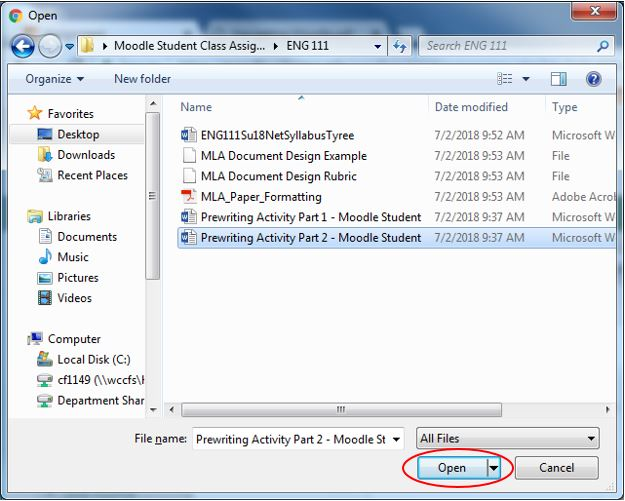 Open
Moodle Student Class Assig... ENG 111
Search ENG 111
Organize New folder
Name Date modified Type
Favorites
Desktop
Downloads
Recent Places
Libraries
Documents
Music
Pictures
Videos
Computer
Local Disk (C:)
cf1149 (\\wccfs\H
Department Shar
ENG111Su18NetSyllabusTyree 7/2/2018 9:52 AM Microsoft W
MLA Document Design Example 7/2/2018 9:53 AM File
MLA Document Design Rubric 7/2/2018 9:53 AM File
MLA_Paper_Formatting 7/2/2018 9:53 AM Adobe Acrob
Prewriting Activity Part 1 - Moodle Student 7/2/2018 9:37 AM Microsoft W
Prewriting Activity Part 2 - Moodle Student 7/2/2018 9:37 AM Microsoft W
File name: Prewriting Activity Part 2 - Moodle St All Files
Open Cancel